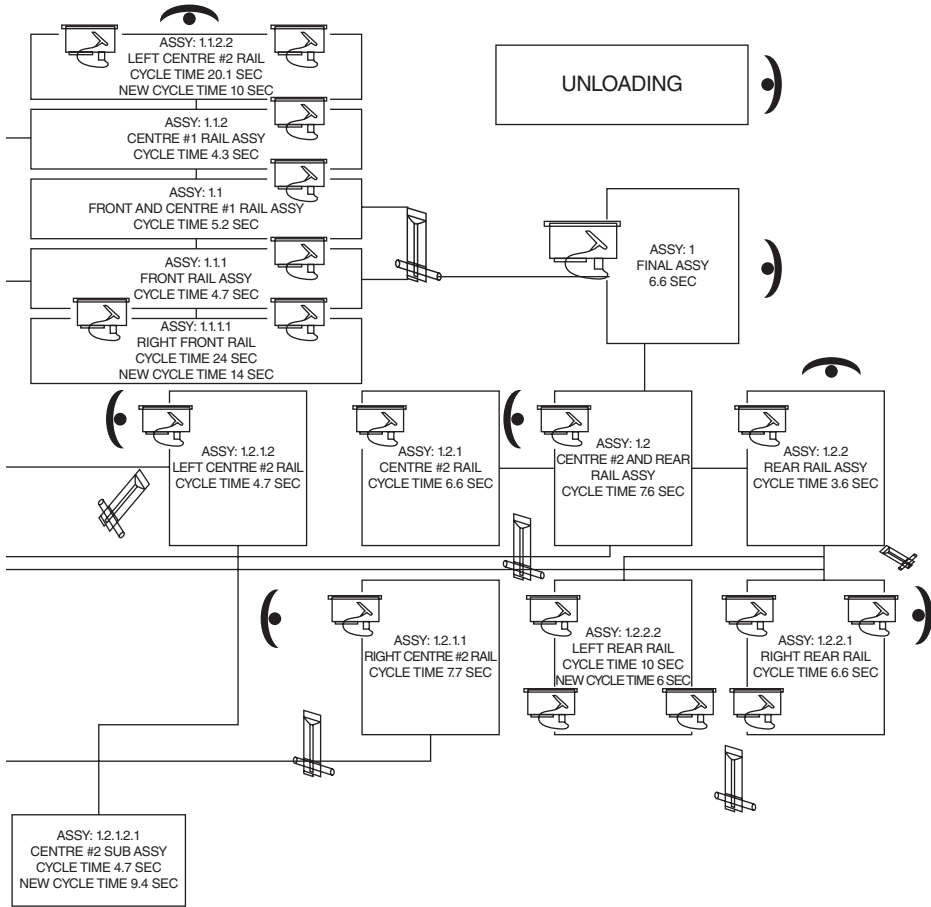 ASSY: 1.1.2.2
LEFT CENTRE #2 RAIL
CYCLE TIME 20.1 SEC
NEW CYCLE TIME 10 SEC
UNLOADING
ASSY: 1.1.2
CENTRE #1 RAIL ASSY
CYCLE TIME 4.3 SEC
ASSY: 1.1
FRONT AND CENTRE #1 RAIL ASSY
CYCLE TIME 5.2 SEC
ASSY: 1
FINAL ASSY
6.6 SEC
ASSY: 1.1.1
FRONT RAIL ASSY
CYCLE TIME 4.7 SEC
ASSY: 1.1.1.1
RIGHT FRONT RAIL
CYCLE TIME 24 SEC
NEW CYCLE TIME 14 SEC
ASSY: 1.2.1.2
LEFT CENTRE #2 RAIL
CYCLE TIME 4.7 SEC
ASSY: 1.2.1
CENTRE #2 RAIL
CYCLE TIME 6.6 SEC
ASSY: 1.2
CENTRE #2 AND REAR
RAIL ASSY
CYCLE TIME 7.6 SEC
ASSY: 1.2.2
REAR RAIL ASSY
CYCLE TIME 3.6 SEC
ASSY: 1.2.1.1
RIGHT CENTRE #2 RAIL
CYCLE TIME 7.7 SEC
ASSY: 1.2.2.2
LEFT REAR RAIL
CYCLE TIME 10 SEC
NEW CYCLE TIME 6 SEC
ASSY: 1.2.2.1
RIGHT REAR RAIL
CYCLE TIME 6.6 SEC
ASSY: 1.2.1.2.1
CENTRE #2 SUB ASSY
CYCLE TIME 4.7 SEC
NEW CYCLE TIME 9.4 SEC